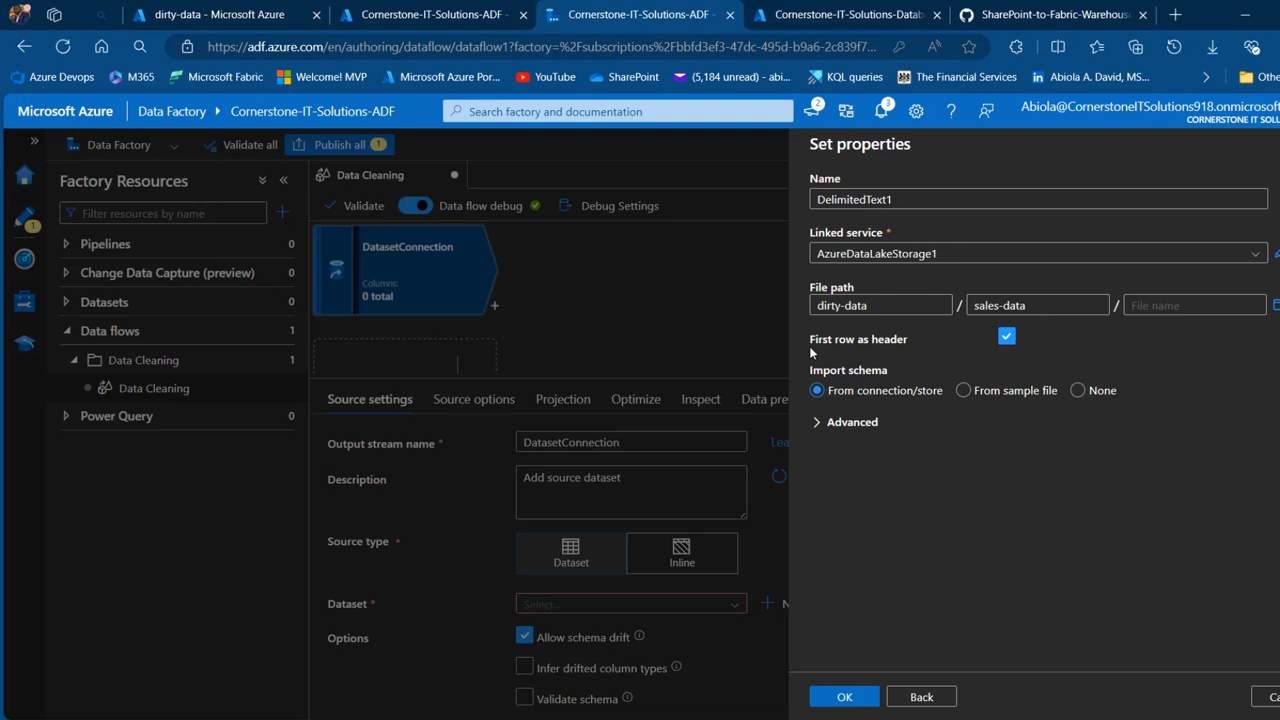 dirty-data - Microsoft Azure
Cornerstone-IT-Solutions-ADF -
Cornerstone-IT-Solutions-ADF -
Cornerstone-IT-Solutions-Datab
SharePoint-to-Fabric-Warehouse
https://adf.azure.com/en/authoring/dataflow/dataflow1?factory=%2Fsubscriptions%2Fbbfd3ef3-47dc-495d-b9a6-2c839f7...
Azure Devops
M365
Microsoft Fabric
Welcome! MVP
Microsoft Azure Por...
YouTube
SharePoint
(5,184 unread) - abi...
KQL queries
The Financial Services
Abiola A. David, MS...
Othe
Microsoft Azure
Data Factory
Cornerstone-IT-Solutions-ADF
Search factory and documentation
2
3
Abiola@CornerstoneITSolutions918.onmicrosoft
CORNERSTONE IT SOLU
Data Factory
Validate all
Publish all 1
Set properties
Factory Resources
Data Cleaning
Name
DelimitedText1
Filter resources by name
1
Validate
Data flow debug
Debug Settings
Linked service *
AzureDataLakeStorage1
Pipelines 0
Change Data Capture (preview) 0
Datasets 0
Data flows 1
Data Cleaning 1
Data Cleaning
Power Query 0
DatasetConnection
Columns:
0 total
File path
dirty-data / sales-data / File name
First row as header
Import schema
From connection/store
From sample file
None
Advanced
Source settings
Source options
Projection
Optimize
Inspect
Data pre
Output stream name *
DatasetConnection
Lea
Description
Add source dataset
Source type *
Dataset
Inline
Dataset *
Select...
N
Options
Allow schema drift
Infer drifted column types
Validate schema
OK
Back
Ca